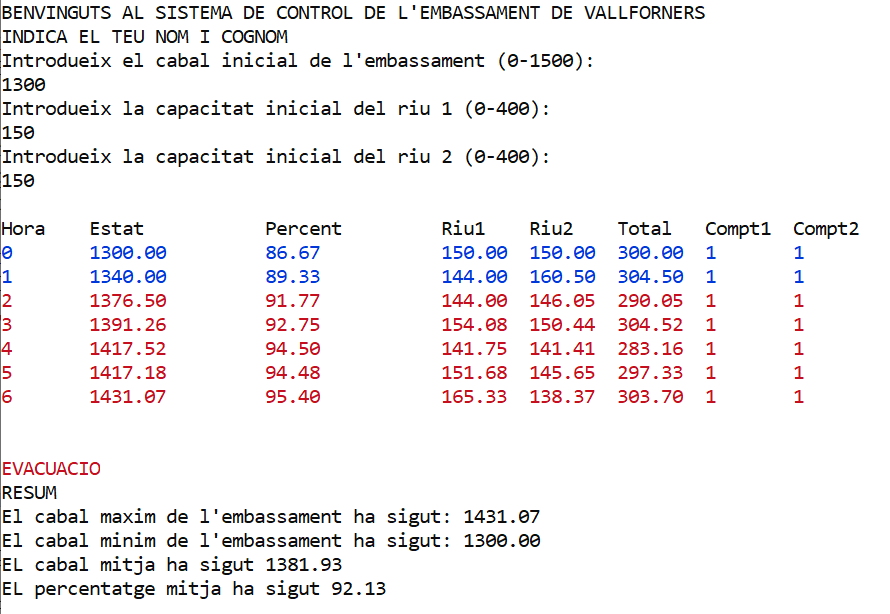 BENVINGUTS AL SISTEMA DE CONTROL DE L'EMBASSAMENT DE VALLFORNERS
INDICA EL TEU NOM I COGNOM
Introdueix el cabal inicial de l'embassament (0-1500):
1300
Introdueix la capacitat inicial del riu 1 (0-400):
150
Introdueix la capacitat inicial del riu 2 (0-400):
150
Hora Estat Percent Riu1 Riu2 Total Compt1 Compt2
0 1300.00 86.67 150.00 150.00 300.00 1 1
1 1340.00 89.33 144.00 160.50 304.50 1 1
2 1376.50 91.77 144.00 146.05 290.05 1 1
3 1391.26 92.75 154.08 150.44 304.52 1 1
4 1417.52 94.50 141.75 141.41 283.16 1 1
5 1417.18 94.48 151.68 145.65 297.33 1 1
6 1431.07 95.40 165.33 138.37 303.70 1 1
EVACUACIO
RESUM
El cabal maxim de l'embassament ha sigut: 1431.07
El cabal minim de l'embassament ha sigut: 1300.00
EL cabal mitja ha sigut 1381.93
EL percentatge mitja ha sigut 92.13